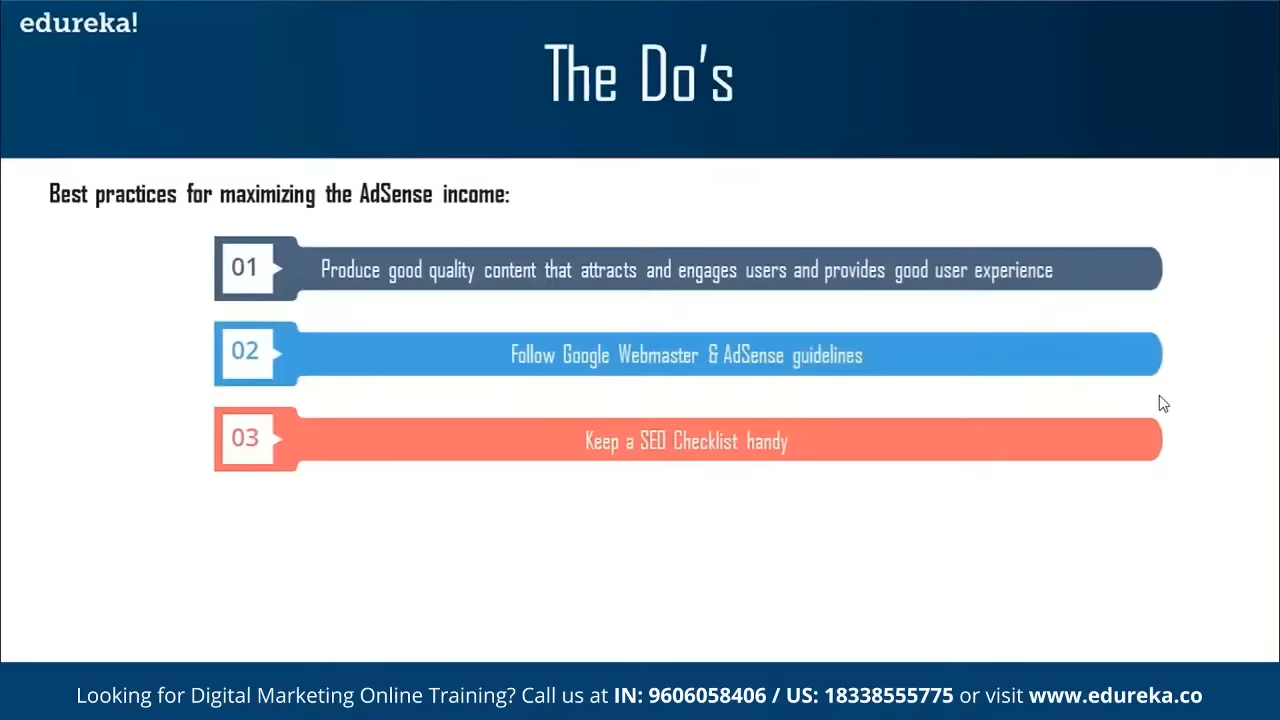 edureka!
The Do's
Best practices for maximizing the AdSense income:
01
Produce good quality content that attracts and engages users and provides good user experience
02
Follow Google Webmaster & AdSense guidelines
03
Keep a SEO Checklist handy
Looking for Digital Marketing Online Training? Call us at IN: 9606058406 / US: 18338555775 or visit www.edureka.co